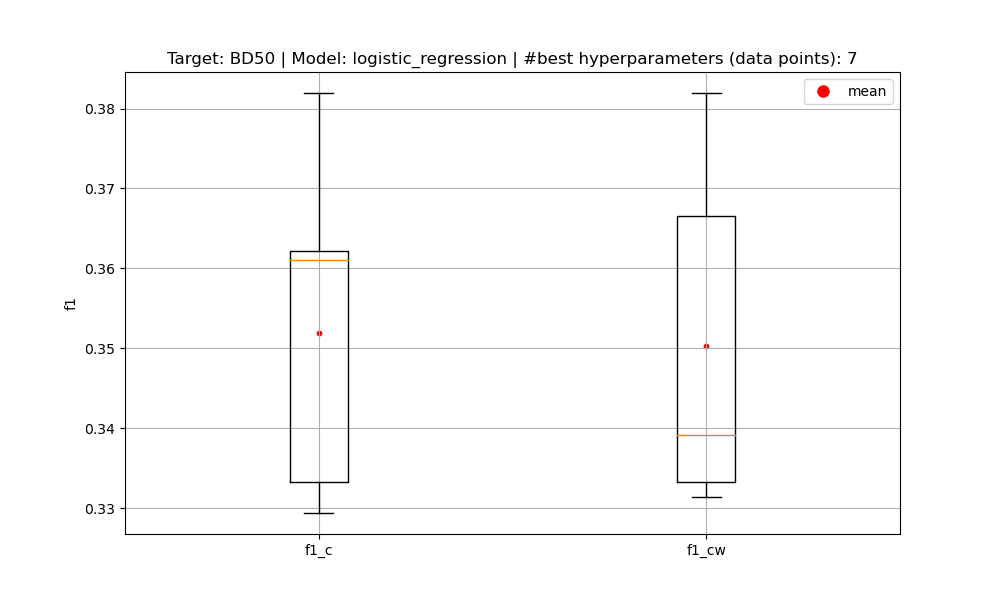 Target: BD50 | Model: logistic_regression | #best hyperparameters (data points): 7
mean
0.38
0.37
0.36
0.35
0.34
0.33
f1
f1_c
f1_cw